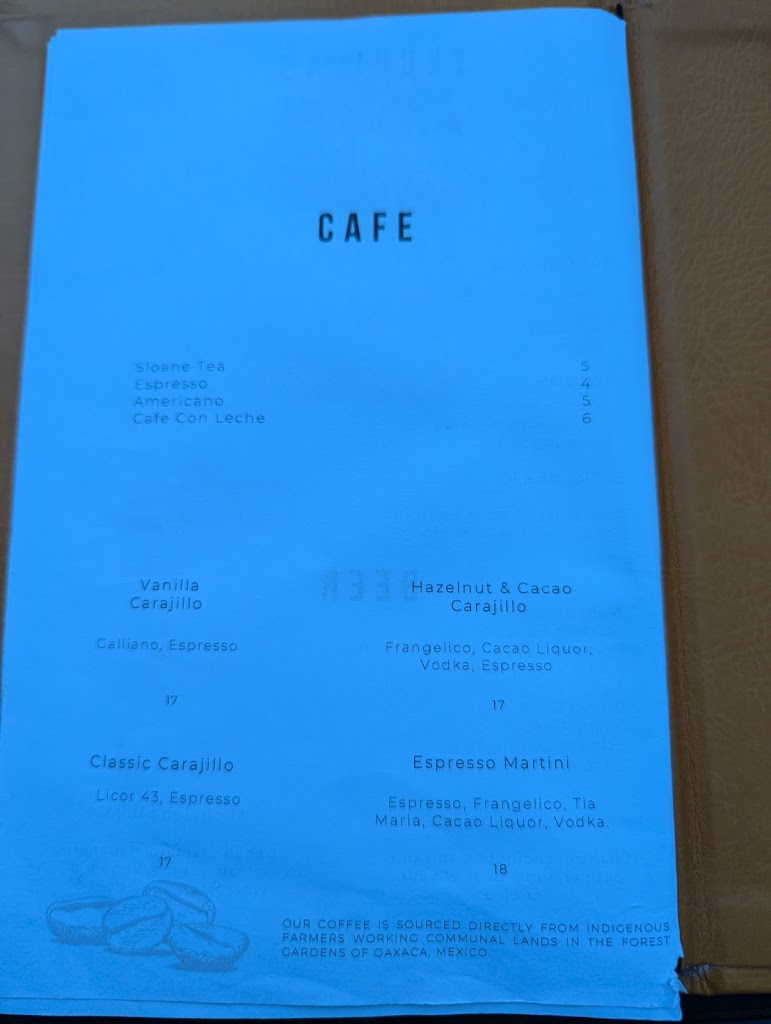 CAFE
Sloane Tea 5
Espresso 4
Americano 5
Cafe Con Leche 6
Vanilla
Carajillo
Galliano, Espresso
17
Hazelnut & Cacao
Carajillo
Frangelico, Cacao Liquor,
Vodka, Espresso
17
Classic Carajillo
Licor 43, Espresso
17
Espresso Martini
Espresso, Frangelico, Tia
Maria, Cacao Liquor, Vodka.
18
OUR COFFEE IS SOURCED DIRECTLY FROM INDIGENOUS
FARMERS WORKING COMMUNAL LANDS IN THE FOREST
GARDENS OF OAXACA, MEXICO.
BEER